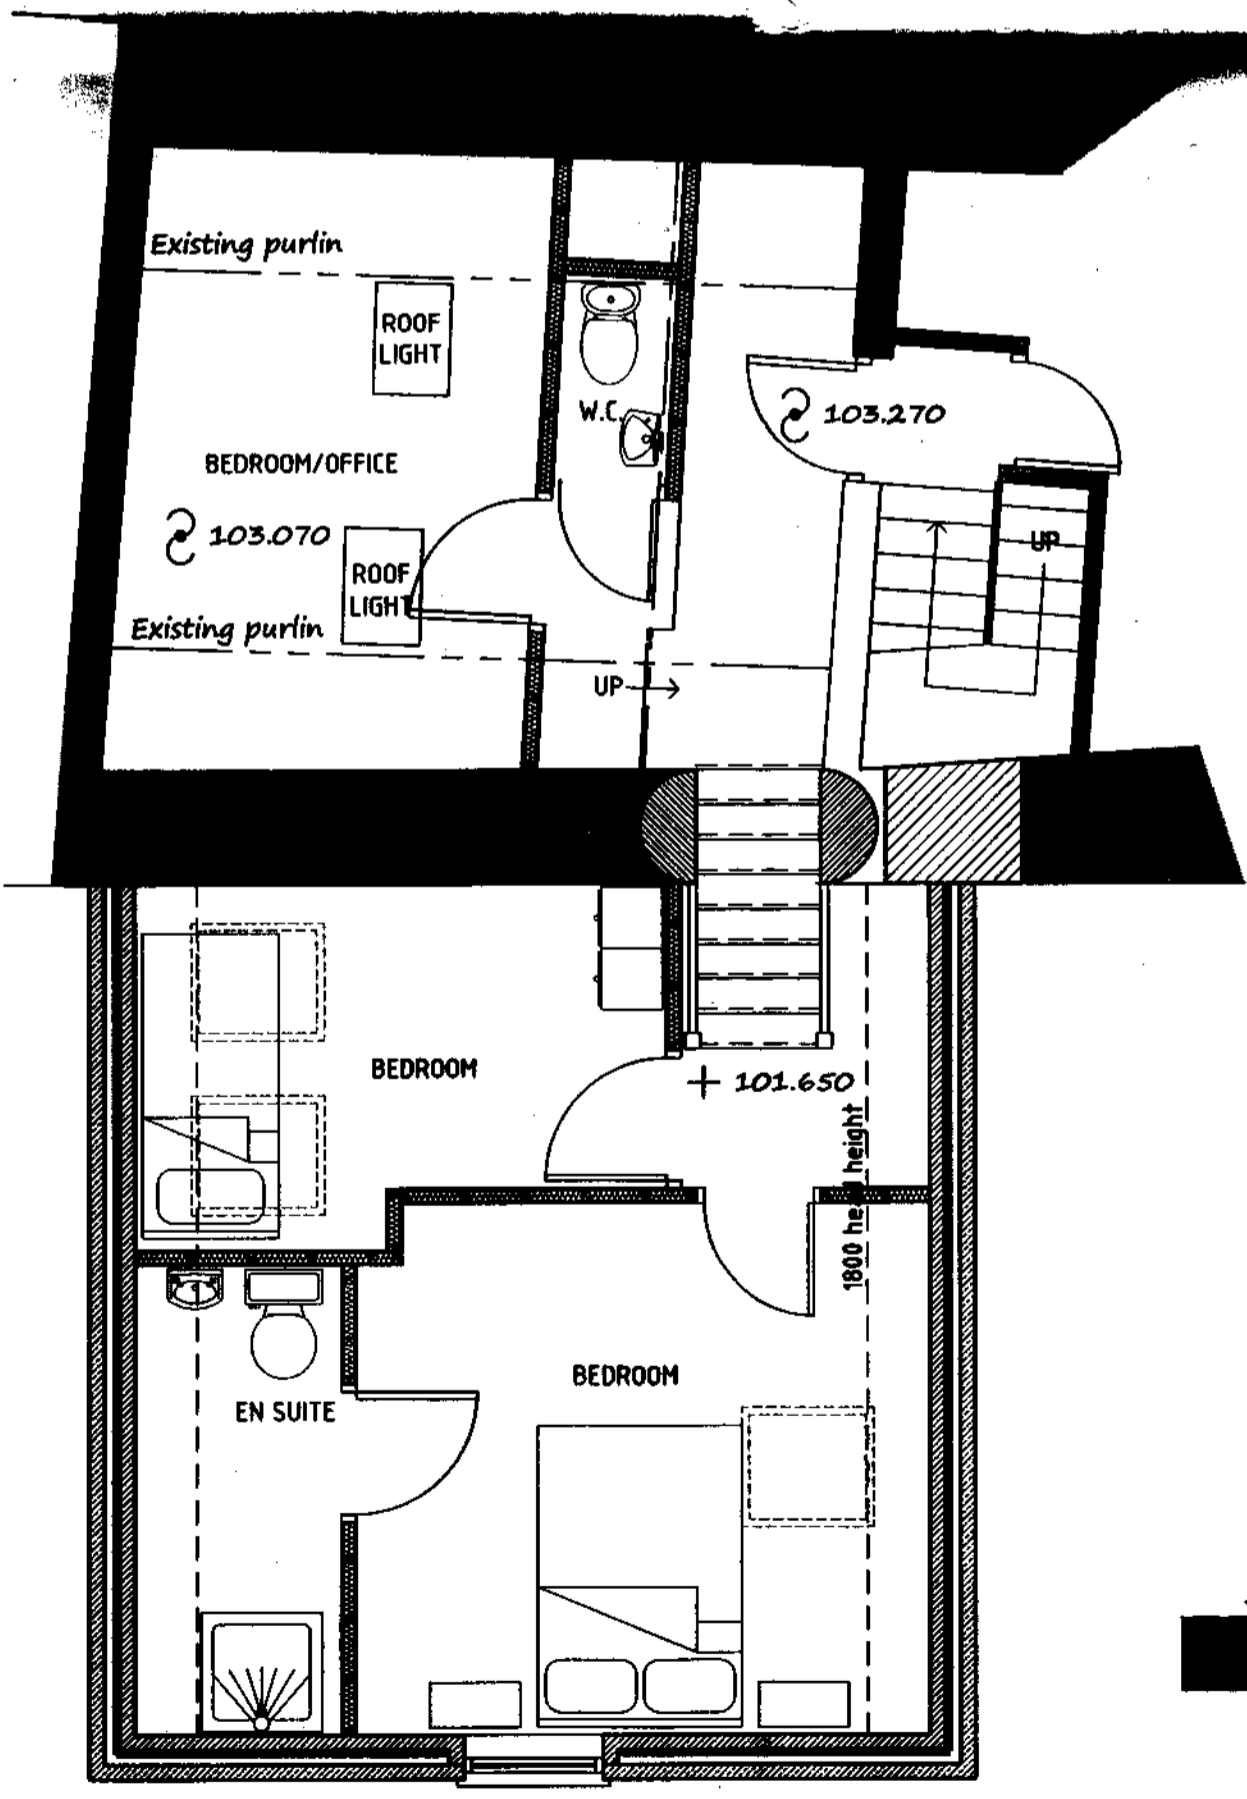 Existing purlin
ROOF
LIGHT
W.C.
103.270
BEDROOM/OFFICE
103.070
UP
ROOF
LIGHT
Existing purlin
UP
BEDROOM
101.650
1800 head height
BEDROOM
EN SUITE